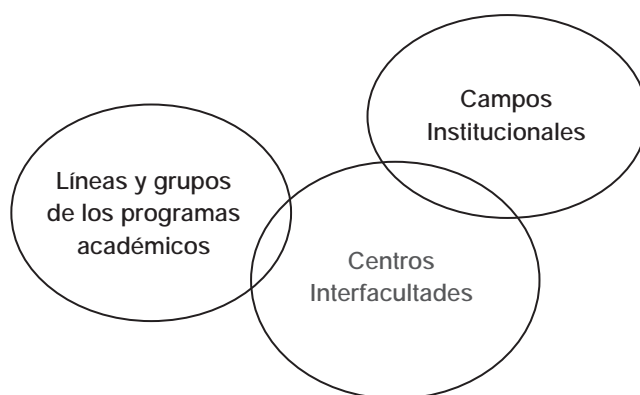 Campos
Institucionales
Líneas y grupos
de los programas
académicos
Centros
Interfacultades